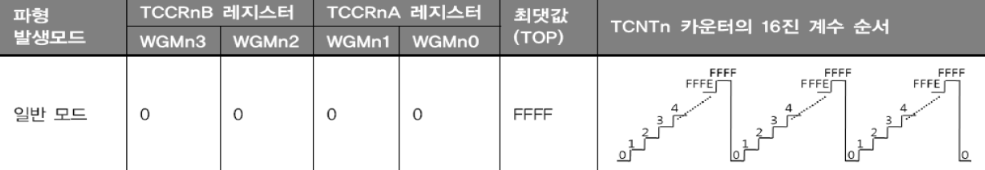 파형
발생모드
TCCRnB 레지스터
TCCRnA 레지스터
최댓값
(TOP)
TCNTn 카운터의 16진 계수 순서
WGMn3
WGMn2
WGMn1
WGMn0
일반 모드
0
0
0
0
FFFF
0
1
2
3
4
FFFE
FFFF
0
1
2
3
4
FFFE
FFFF
0
1
2
3
4
FFFE
FFFF
0